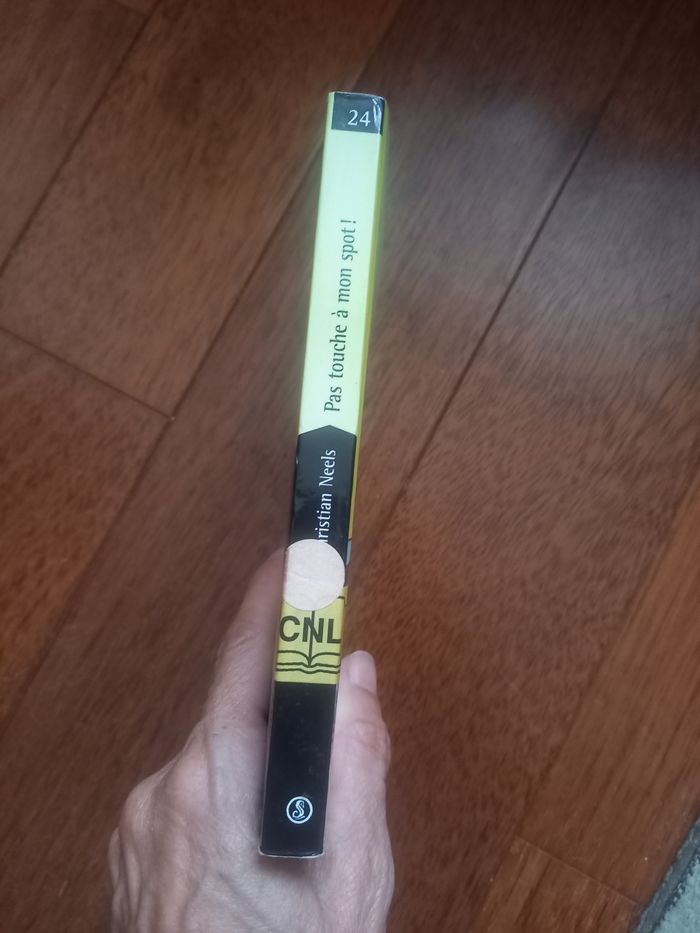 24
Pas touche à mon spot !
ristian Neels
CNL